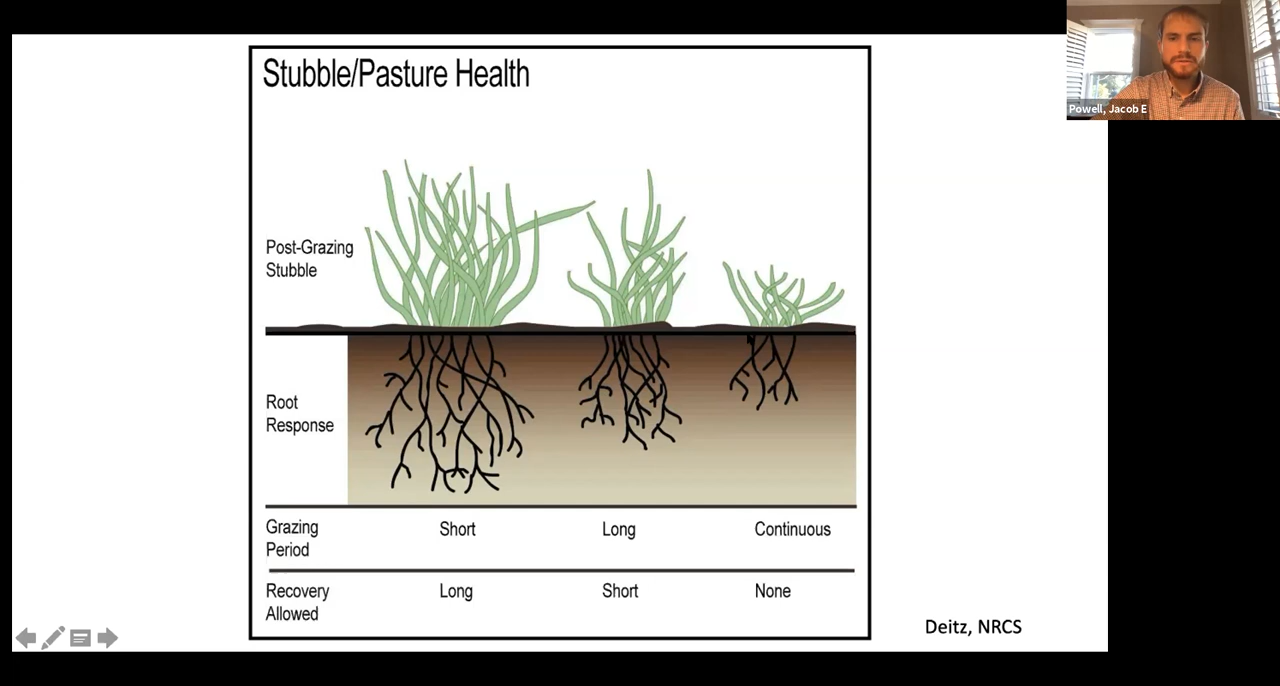 Stubble/Pasture Health
Powell, Jacob E
Post-Grazing
Stubble
Root
Response
Grazing
Period
Short
Long
Continuous
Recovery
Allowed
Long
Short
None
Deitz, NRCS